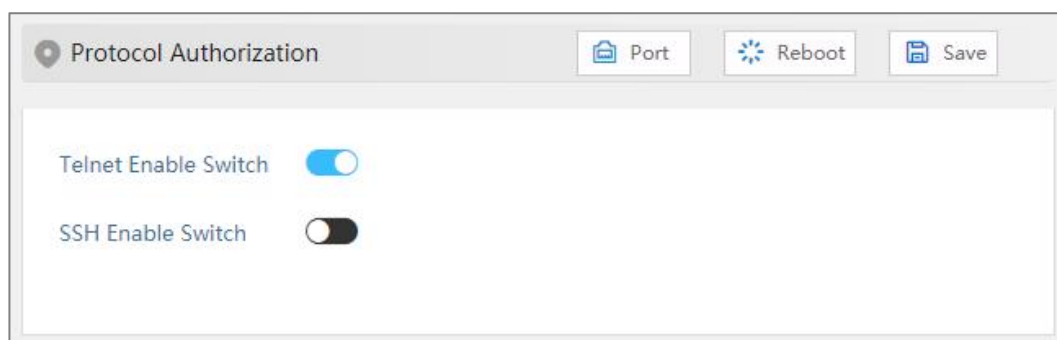 Protocol Authorization Port Reboot Save
Telnet Enable Switch
SSH Enable Switch